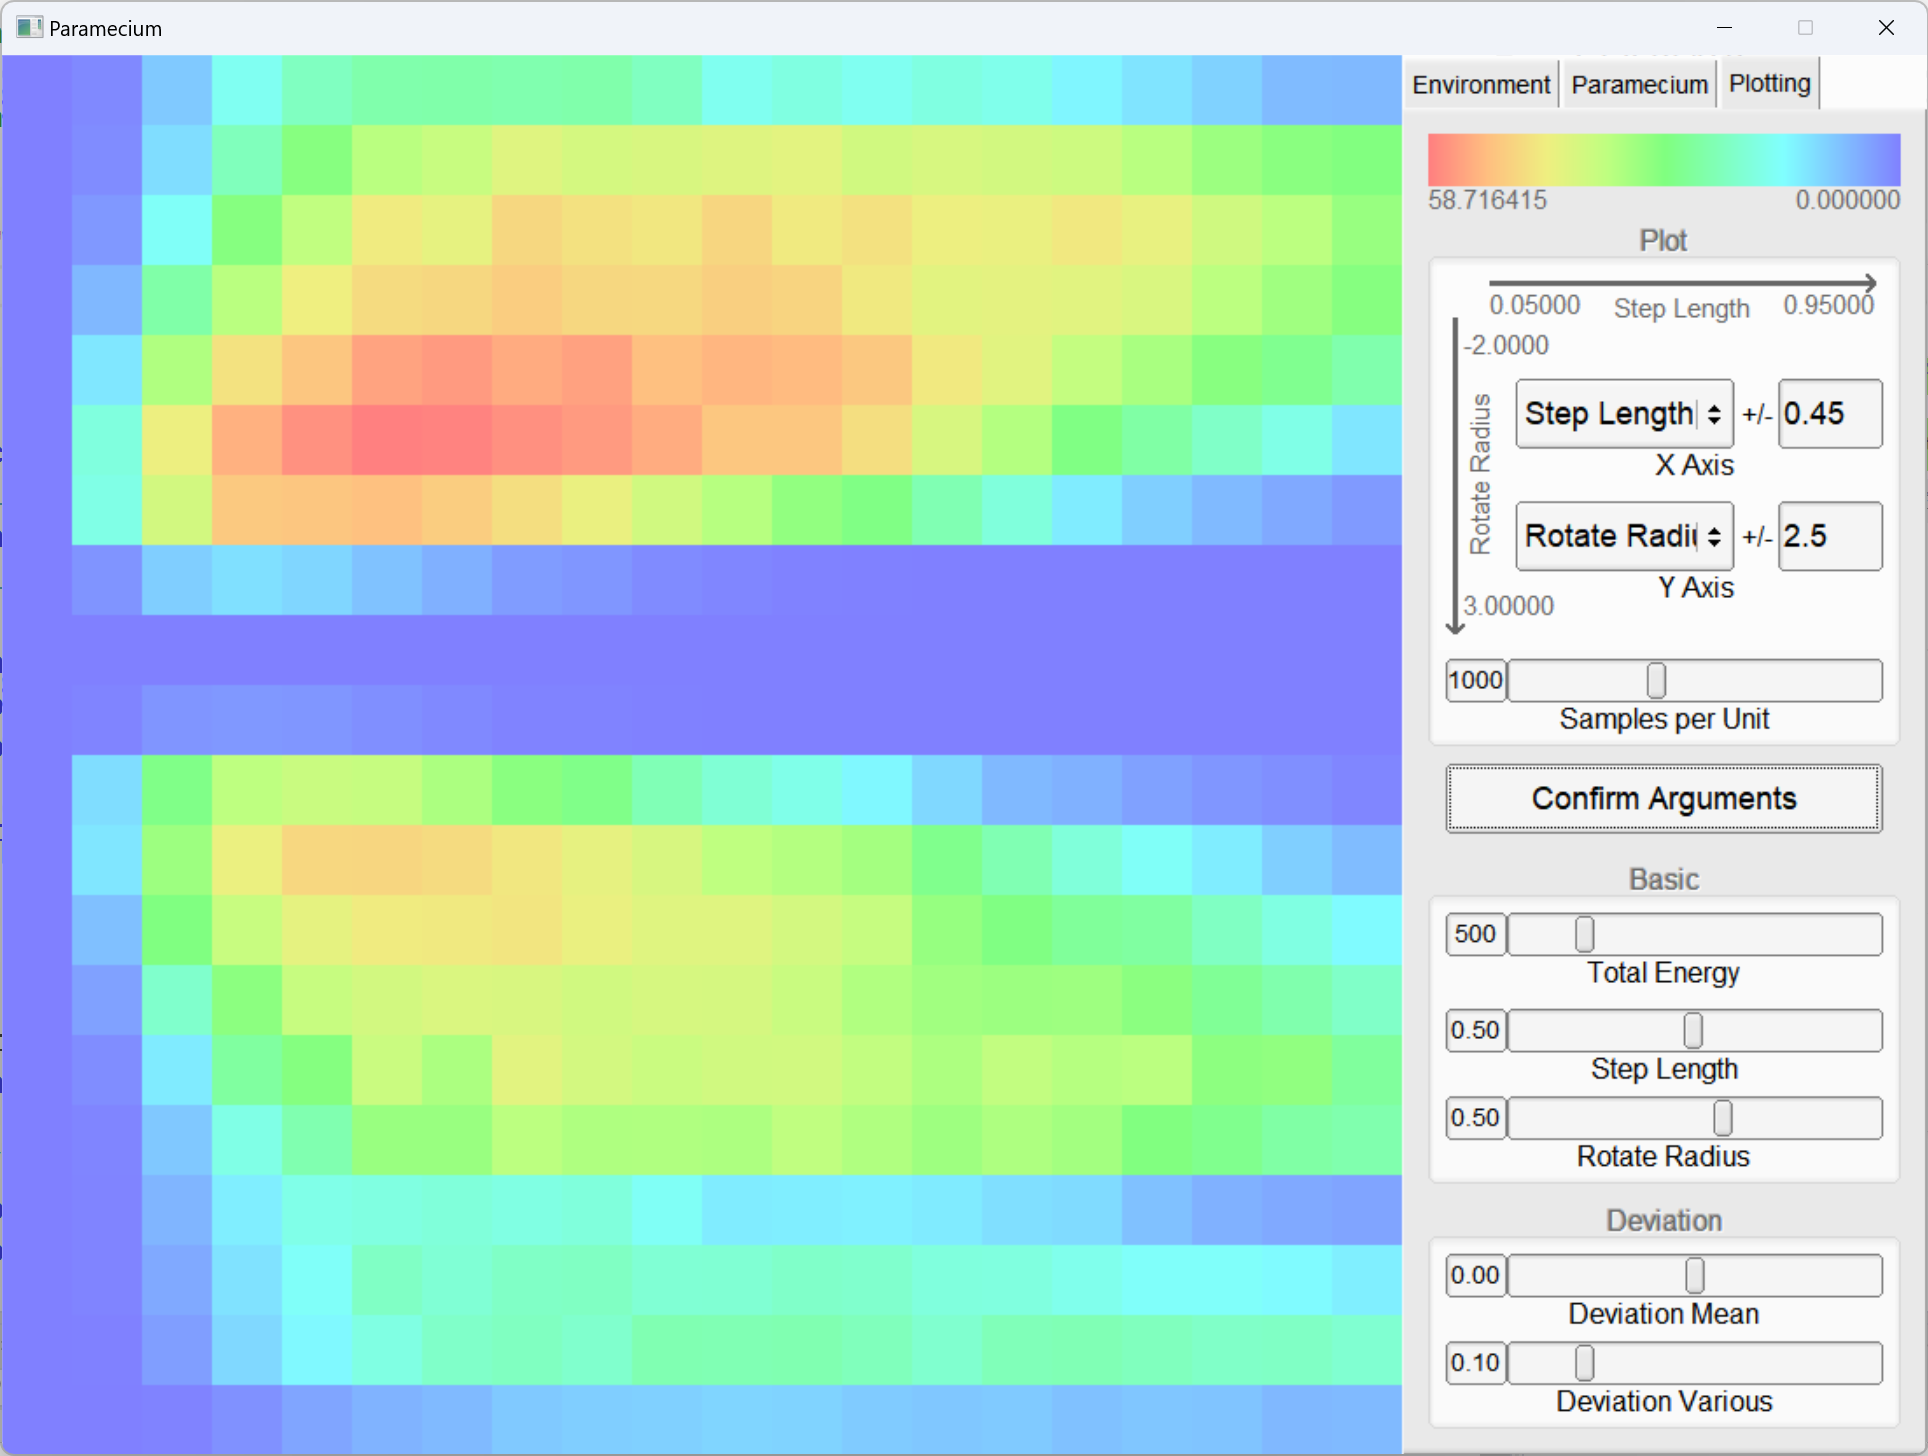 Paramecium
Environment Paramecium Plotting
58.716415 0.000000
Plot
0.05000 Step Length 0.95000
-2.0000
Rotate Radius
Step Length +/- 0.45
X Axis
Rotate Radi +/- 2.5
Y Axis
3.00000
1000
Samples per Unit
Confirm Arguments
Basic
500
Total Energy
0.50
Step Length
0.50
Rotate Radius
Deviation
0.00
Deviation Mean
0.10
Deviation Various